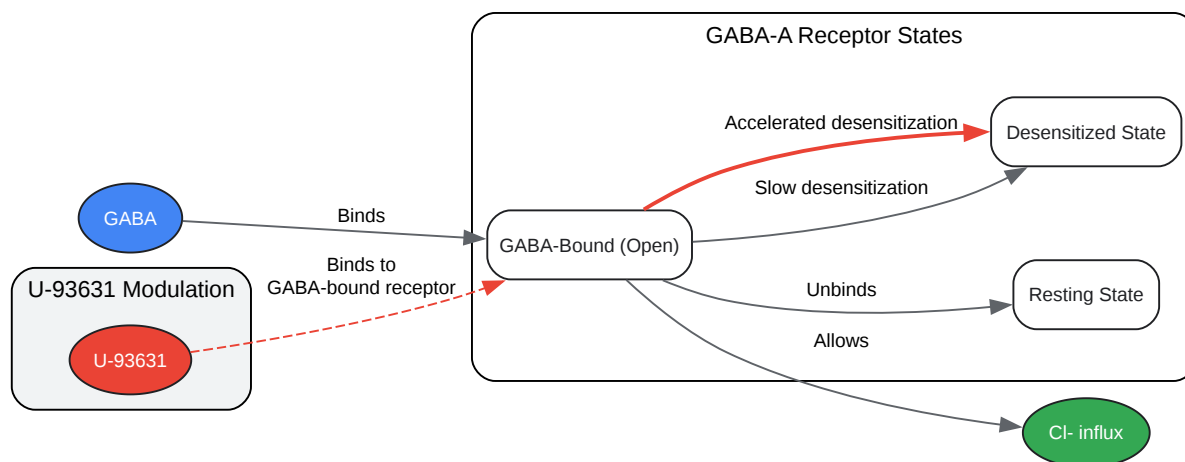 GABA-A Receptor States
Accelerated desensitization
Desensitized State
Slow desensitization
GABA
Binds
GABA-Bound (Open)
Binds to
GABA-bound receptor
U-93631 Modulation
U-93631
Unbinds
Resting State
Allows
Cl- influx